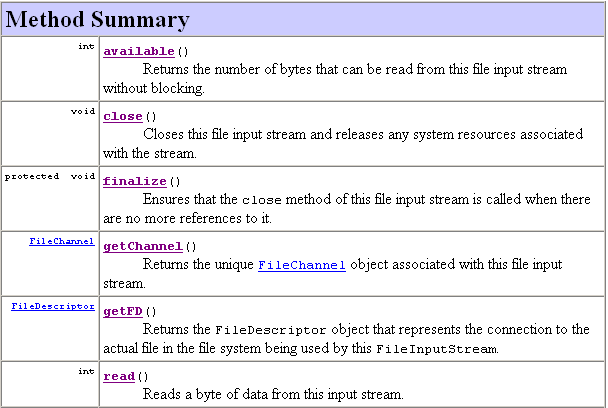 Method Summary
int available()
Returns the number of bytes that can be read from this file input stream
without blocking.
void close()
Closes this file input stream and releases any system resources associated
with the stream.
protected void finalize()
Ensures that the close method of this file input stream is called when there
are no more references to it.
FileChannel getChannel()
Returns the unique FileChannel object associated with this file input
stream.
FileDescriptor getFD()
Returns the FileDescriptor object that represents the connection to the
actual file in the file system being used by this FileInputStream.
int read()
Reads a byte of data from this input stream.